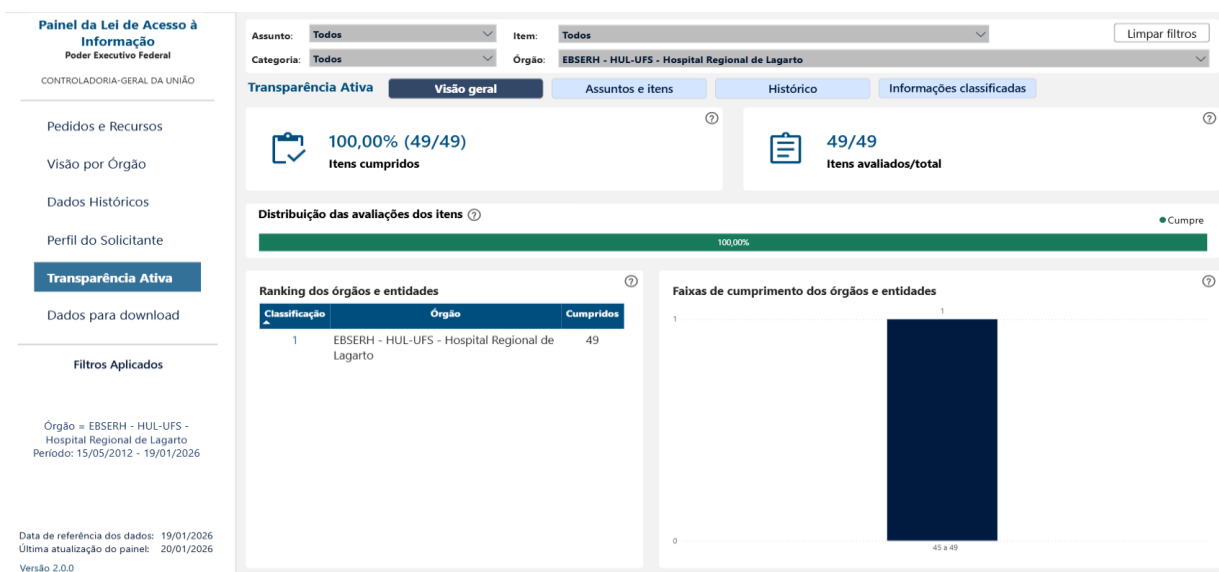 Painel da Lei de Acesso à
Informação
Poder Executivo Federal
CONTROLADORIA-GERAL DA UNIÃO
Pedidos e Recursos
Visão por Órgão
Dados Históricos
Perfil do Solicitante
Transparência Ativa
Dados para download
Filtros Aplicados
Órgão = EBSERH - HUL-UFS -
Hospital Regional de Lagarto
Período: 15/05/2012 - 19/01/2026
Data de referência dos dados: 19/01/2026
Última atualização do painel: 20/01/2026
Versão 2.0.0
Assunto: Todos Item: Todos Limpar filtros
Categoria: Todos Órgão: EBSERH - HUL-UFS - Hospital Regional de Lagarto
Transparência Ativa Visão geral Assuntos e itens Histórico Informações classificadas
100,00% (49/49)
Itens cumpridos
49/49
Itens avaliados/total
Distribuição das avaliações dos itens
Cumpre
100,00%
Ranking dos órgãos e entidades
Classificação Órgão Cumpridos
1 EBSERH - HUL-UFS - Hospital Regional de 49
Lagarto
Faixas de cumprimento dos órgãos e entidades
1
1
0
45 a 49